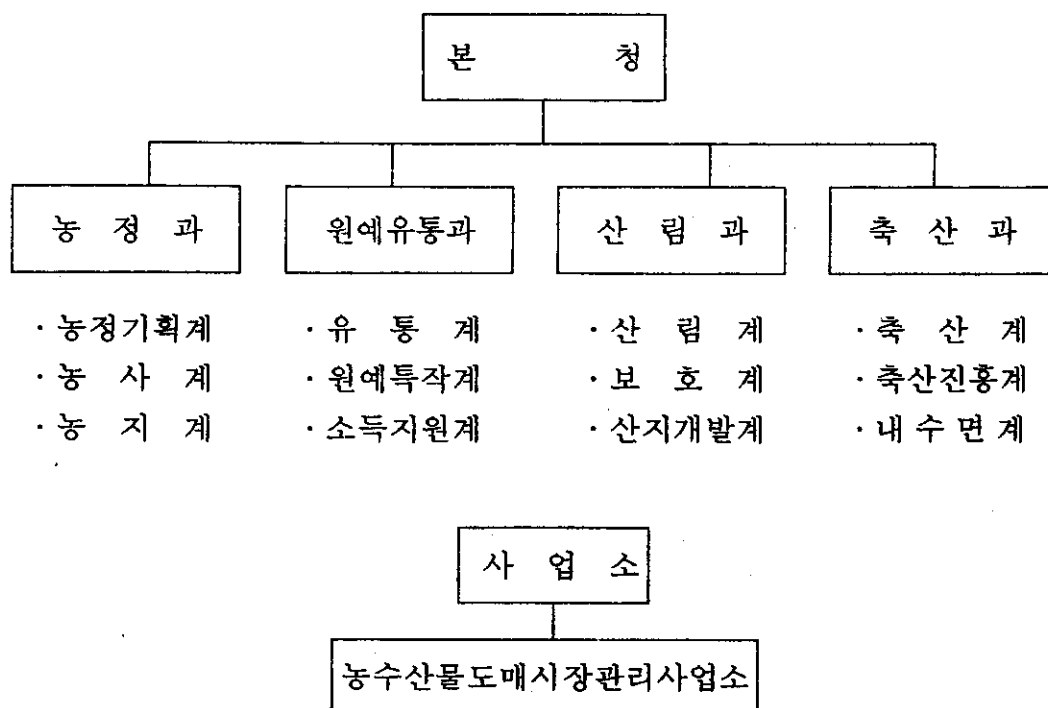 본 청
농 정 과 원예유통과 산 림 과 축 산 과
· 농정기획계 · 유 통 계 · 산 림 계 · 축 산 계
· 농 사 계 · 원예특작계 · 보 호 계 · 축산진흥계
· 농 지 계 · 소득지원계 · 산지개발계 · 내 수 면 계
사 업 소
농수산물도매시장관리사업소